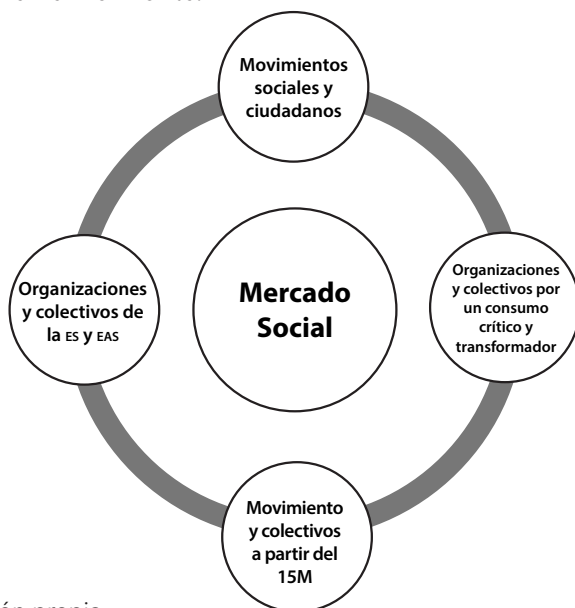 Movimientos
sociales y
ciudadanos
Organizaciones
y colectivos de
la ES y EAS
Mercado
Social
Organizaciones
y colectivos por
un consumo
crítico y
transformador
Movimiento
y colectivos
a partir del
15M
propia